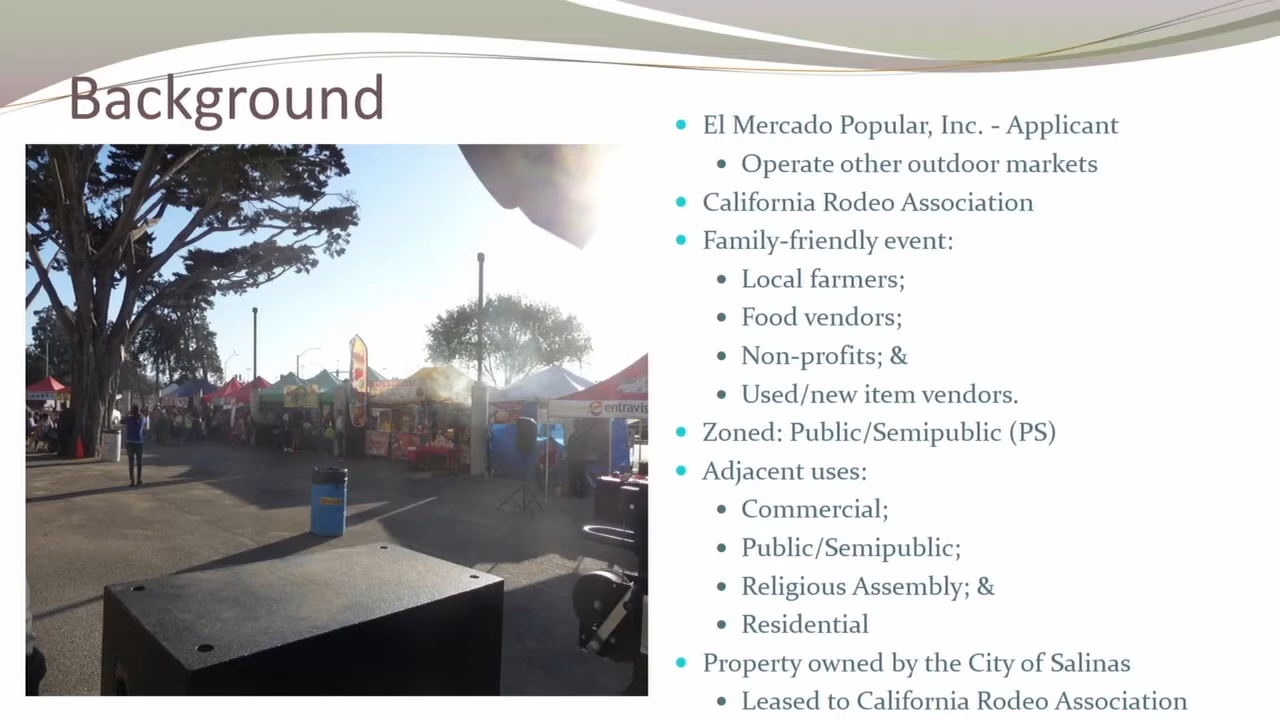 Background
El Mercado Popular, Inc. - Applicant
Operate other outdoor markets
California Rodeo Association
Family-friendly event:
Local farmers;
Food vendors;
Non-profits; &
Used/new item vendors.
Zoned: Public/Semipublic (PS)
Adjacent uses:
Commercial;
Public/Semipublic;
Religious Assembly; &
Residential
Property owned by the City of Salinas
Leased to California Rodeo Association
entravis